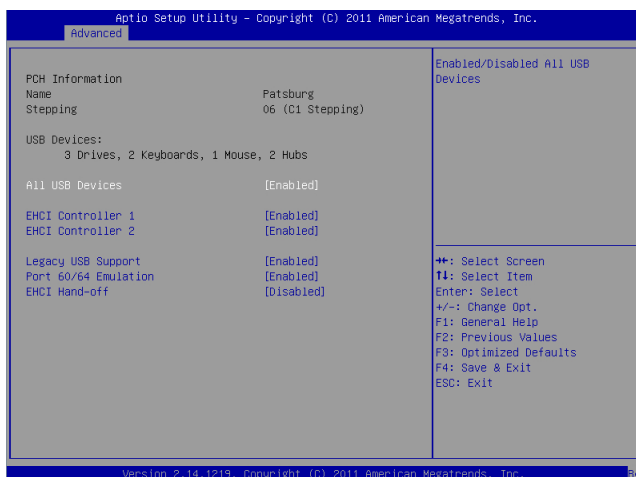 Aptio Setup Utility – Copyright (C) 2011 American Megatrends, Inc.
Advanced
PCH Information
Name Patsburg
Stepping 06 (C1 Stepping)
USB Devices:
3 Drives, 2 Keyboards, 1 Mouse, 2 Hubs
All USB Devices [Enabled]
EHCI Controller 1 [Enabled]
EHCI Controller 2 [Enabled]
Legacy USB Support [Enabled]
Port 60/64 Emulation [Enabled]
EHCI Hand-off [Disabled]
Enabled/Disabled All USB
Devices
→←: Select Screen
↑↓: Select Item
Enter: Select
+/-: Change Opt.
F1: General Help
F2: Previous Values
F3: Optimized Defaults
F4: Save & Exit
ESC: Exit
Version 2.14.1219. Copyright (C) 2011 American Megatrends, Inc.